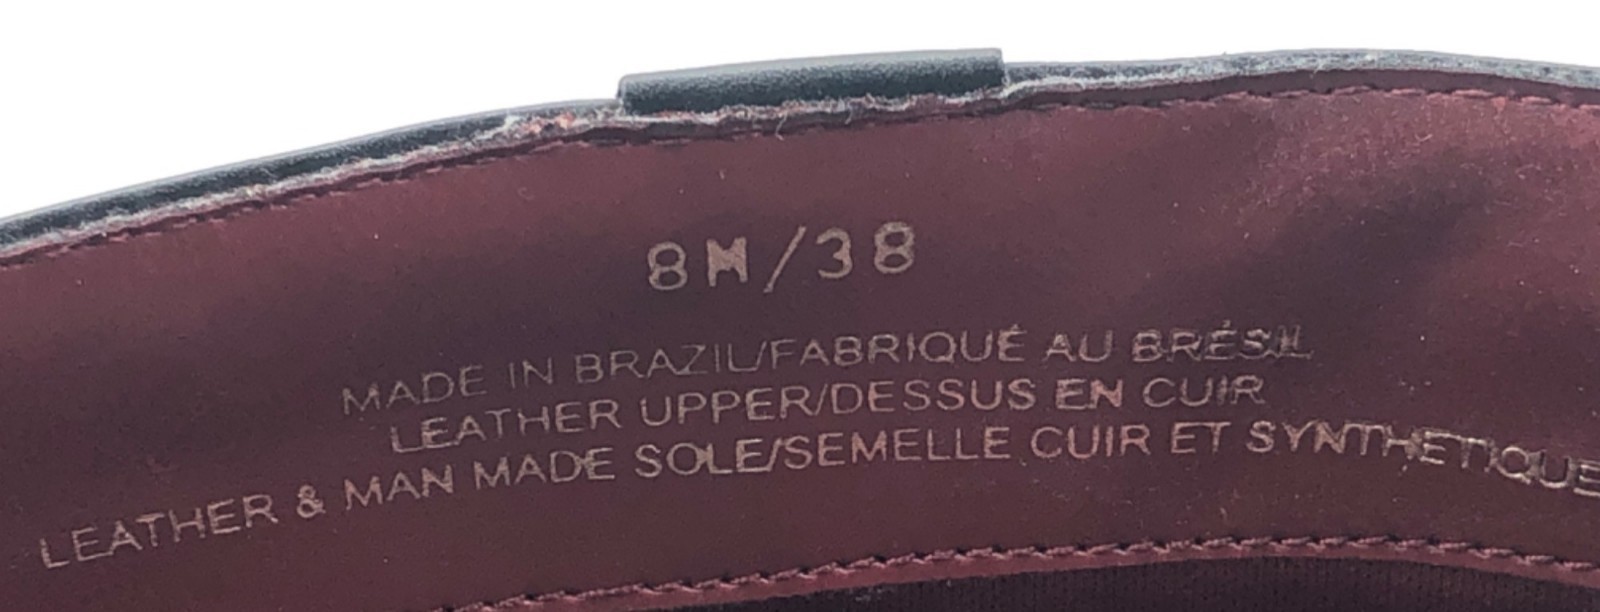 8M/38
MADE IN BRAZIL/FABRIQUÉ AU BRÉSIL
LEATHER UPPER/DESSUS EN CUIR
LEATHER & MAN MADE SOLE/SEMELLE CUIR ET SYNTHETIQUE